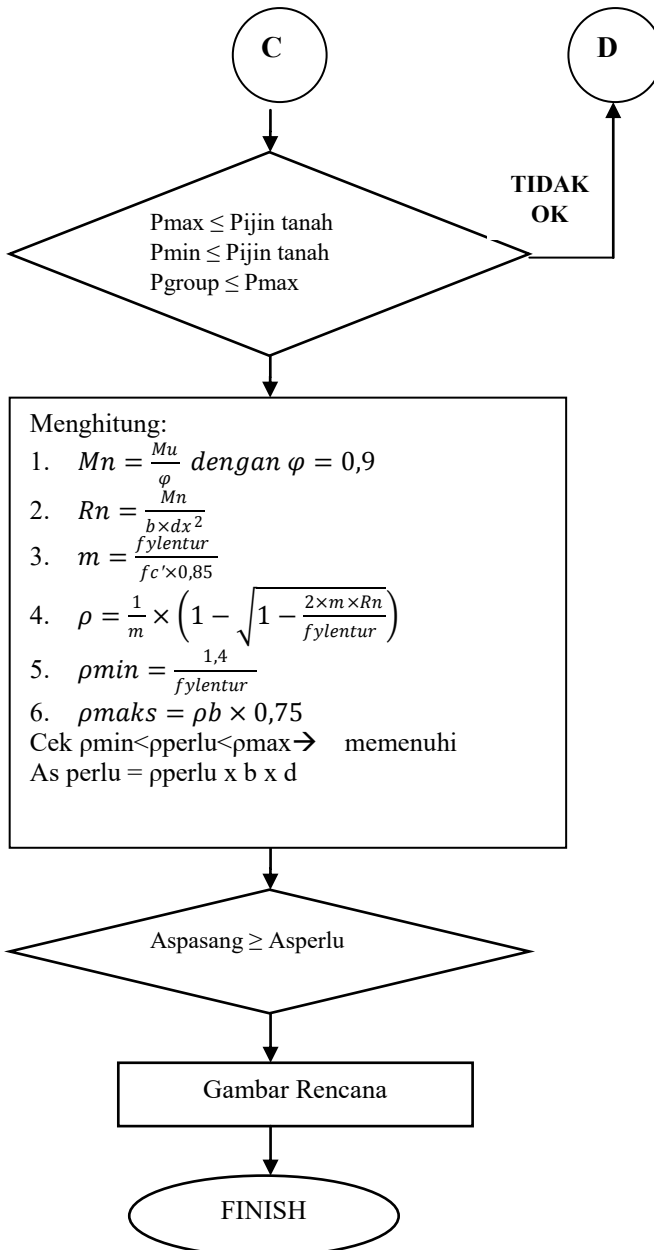 C
D
TIDAK
OK
Pmax ≤ Pijin tanah
Pmin ≤ Pijin tanah
Pgroup ≤ Pmax
Menghitung:
1. Mn = Mu/φ dengan φ = 0,9
2. Rn = Mn/(b×dx²)
3. m = fylentur/(fc'×0,85)
4. ρ = 1/m × (1 − √(1 − (2×m×Rn)/fylentur))
5. ρmin = 1,4/fylentur
6. ρmaks = ρb × 0,75
Cek ρmin<ρperlu<ρmax→ memenuhi
As perlu = ρperlu x b x d
Aspasang ≥ Asperlu
Gambar Rencana
FINISH